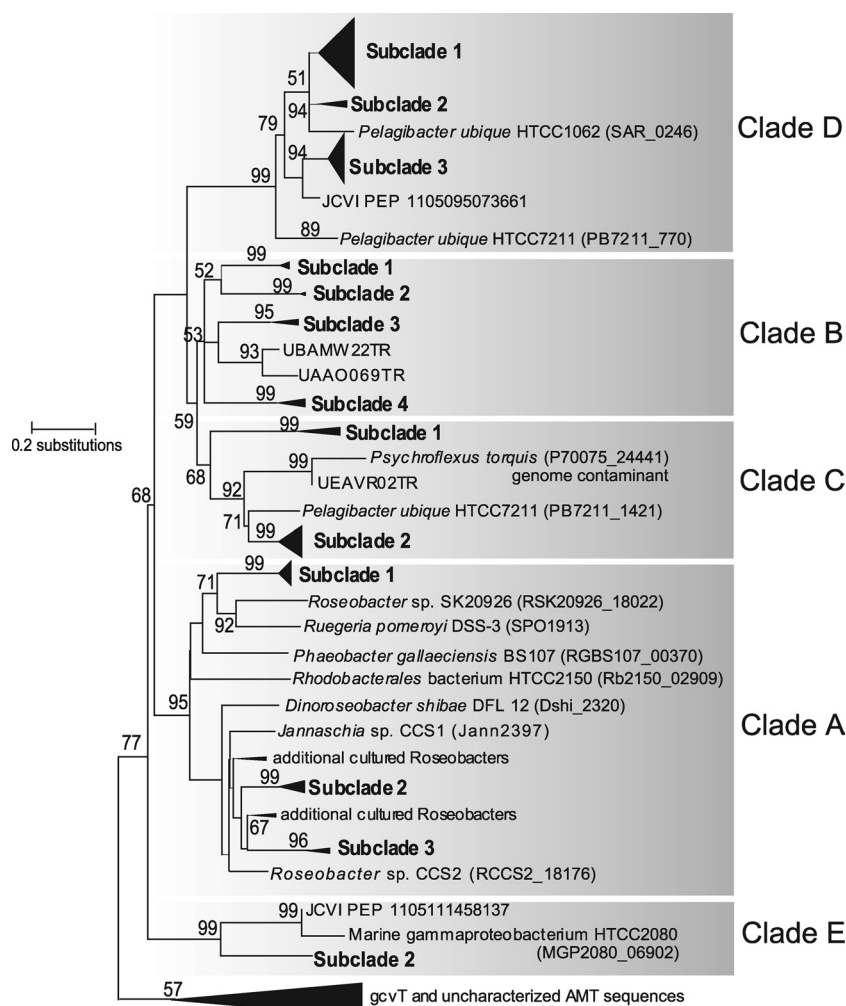 Subclade 1
51
Subclade 2
94
Pelagibacter ubique HTCC1062 (SAR_0246)
Clade D
79
94
Subclade 3
99
JCVI PEP 1105095073661
89
Pelagibacter ubique HTCC7211 (PB7211_770)
99
Subclade 1
52
99
Subclade 2
95
Subclade 3
53
UBAMW22TR
Clade B
93
UAAO069TR
99
Subclade 4
59
0.2 substitutions
99
Subclade 1
99
Psychroflexus torquis (P70075_24441)
genome contaminant
68
UEAVR02TR
Clade C
92
68
Pelagibacter ubique HTCC7211 (PB7211_1421)
71
99
Subclade 2
99
Subclade 1
71
Roseobacter sp. SK20926 (RSK20926_18022)
92
Ruegeria pomeroyi DSS-3 (SPO1913)
Phaeobacter gallaeciensis BS107 (RGBS107_00370)
Rhodobacterales bacterium HTCC2150 (Rb2150_02909)
95
Dinoroseobacter shibae DFL 12 (Dshi_2320)
Clade A
Jannaschia sp. CCS1 (Jann2397)
77
additional cultured Roseobacters
99
Subclade 2
additional cultured Roseobacters
67
96
Subclade 3
Roseobacter sp. CCS2 (RCCS2_18176)
99
JCVI PEP 1105111458137
99
Marine gammaproteobacterium HTCC2080
(MGP2080_06902)
Clade E
Subclade 2
57
gcvT and uncharacterized AMT sequences